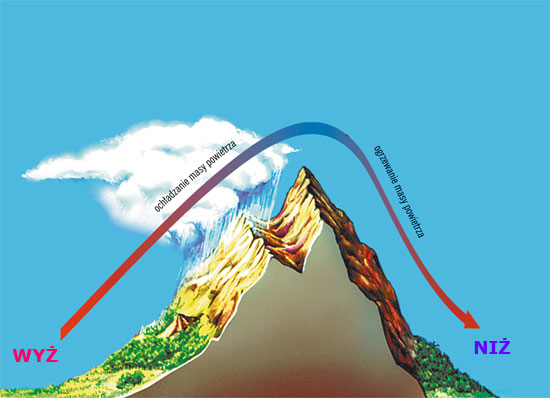 ochładzanie masy powietrza
ogrzewanie masy powietrza
WYŻ
NIŻ